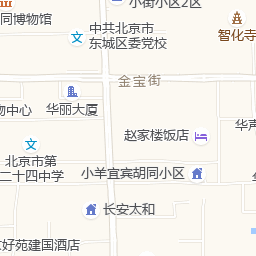 小街小区2区
同博物馆
智化寺
中共北京市
东城区委党校
金宝街
华丽大厦
物中心
赵家楼饭店
华声
北京市第
二十四中学
小羊宜宾胡同小区
长安太和
好苑建国酒店